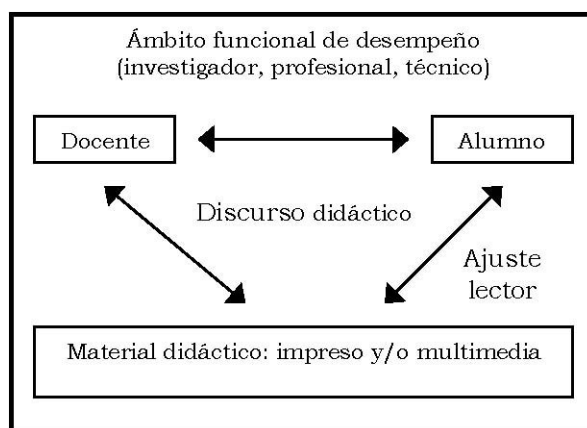 Ámbito funcional de desempeño
(investigador, profesional, técnico)
Docente
Alumno
Discurso didáctico
Ajuste
lector
Material didáctico: impreso y/o multimedia